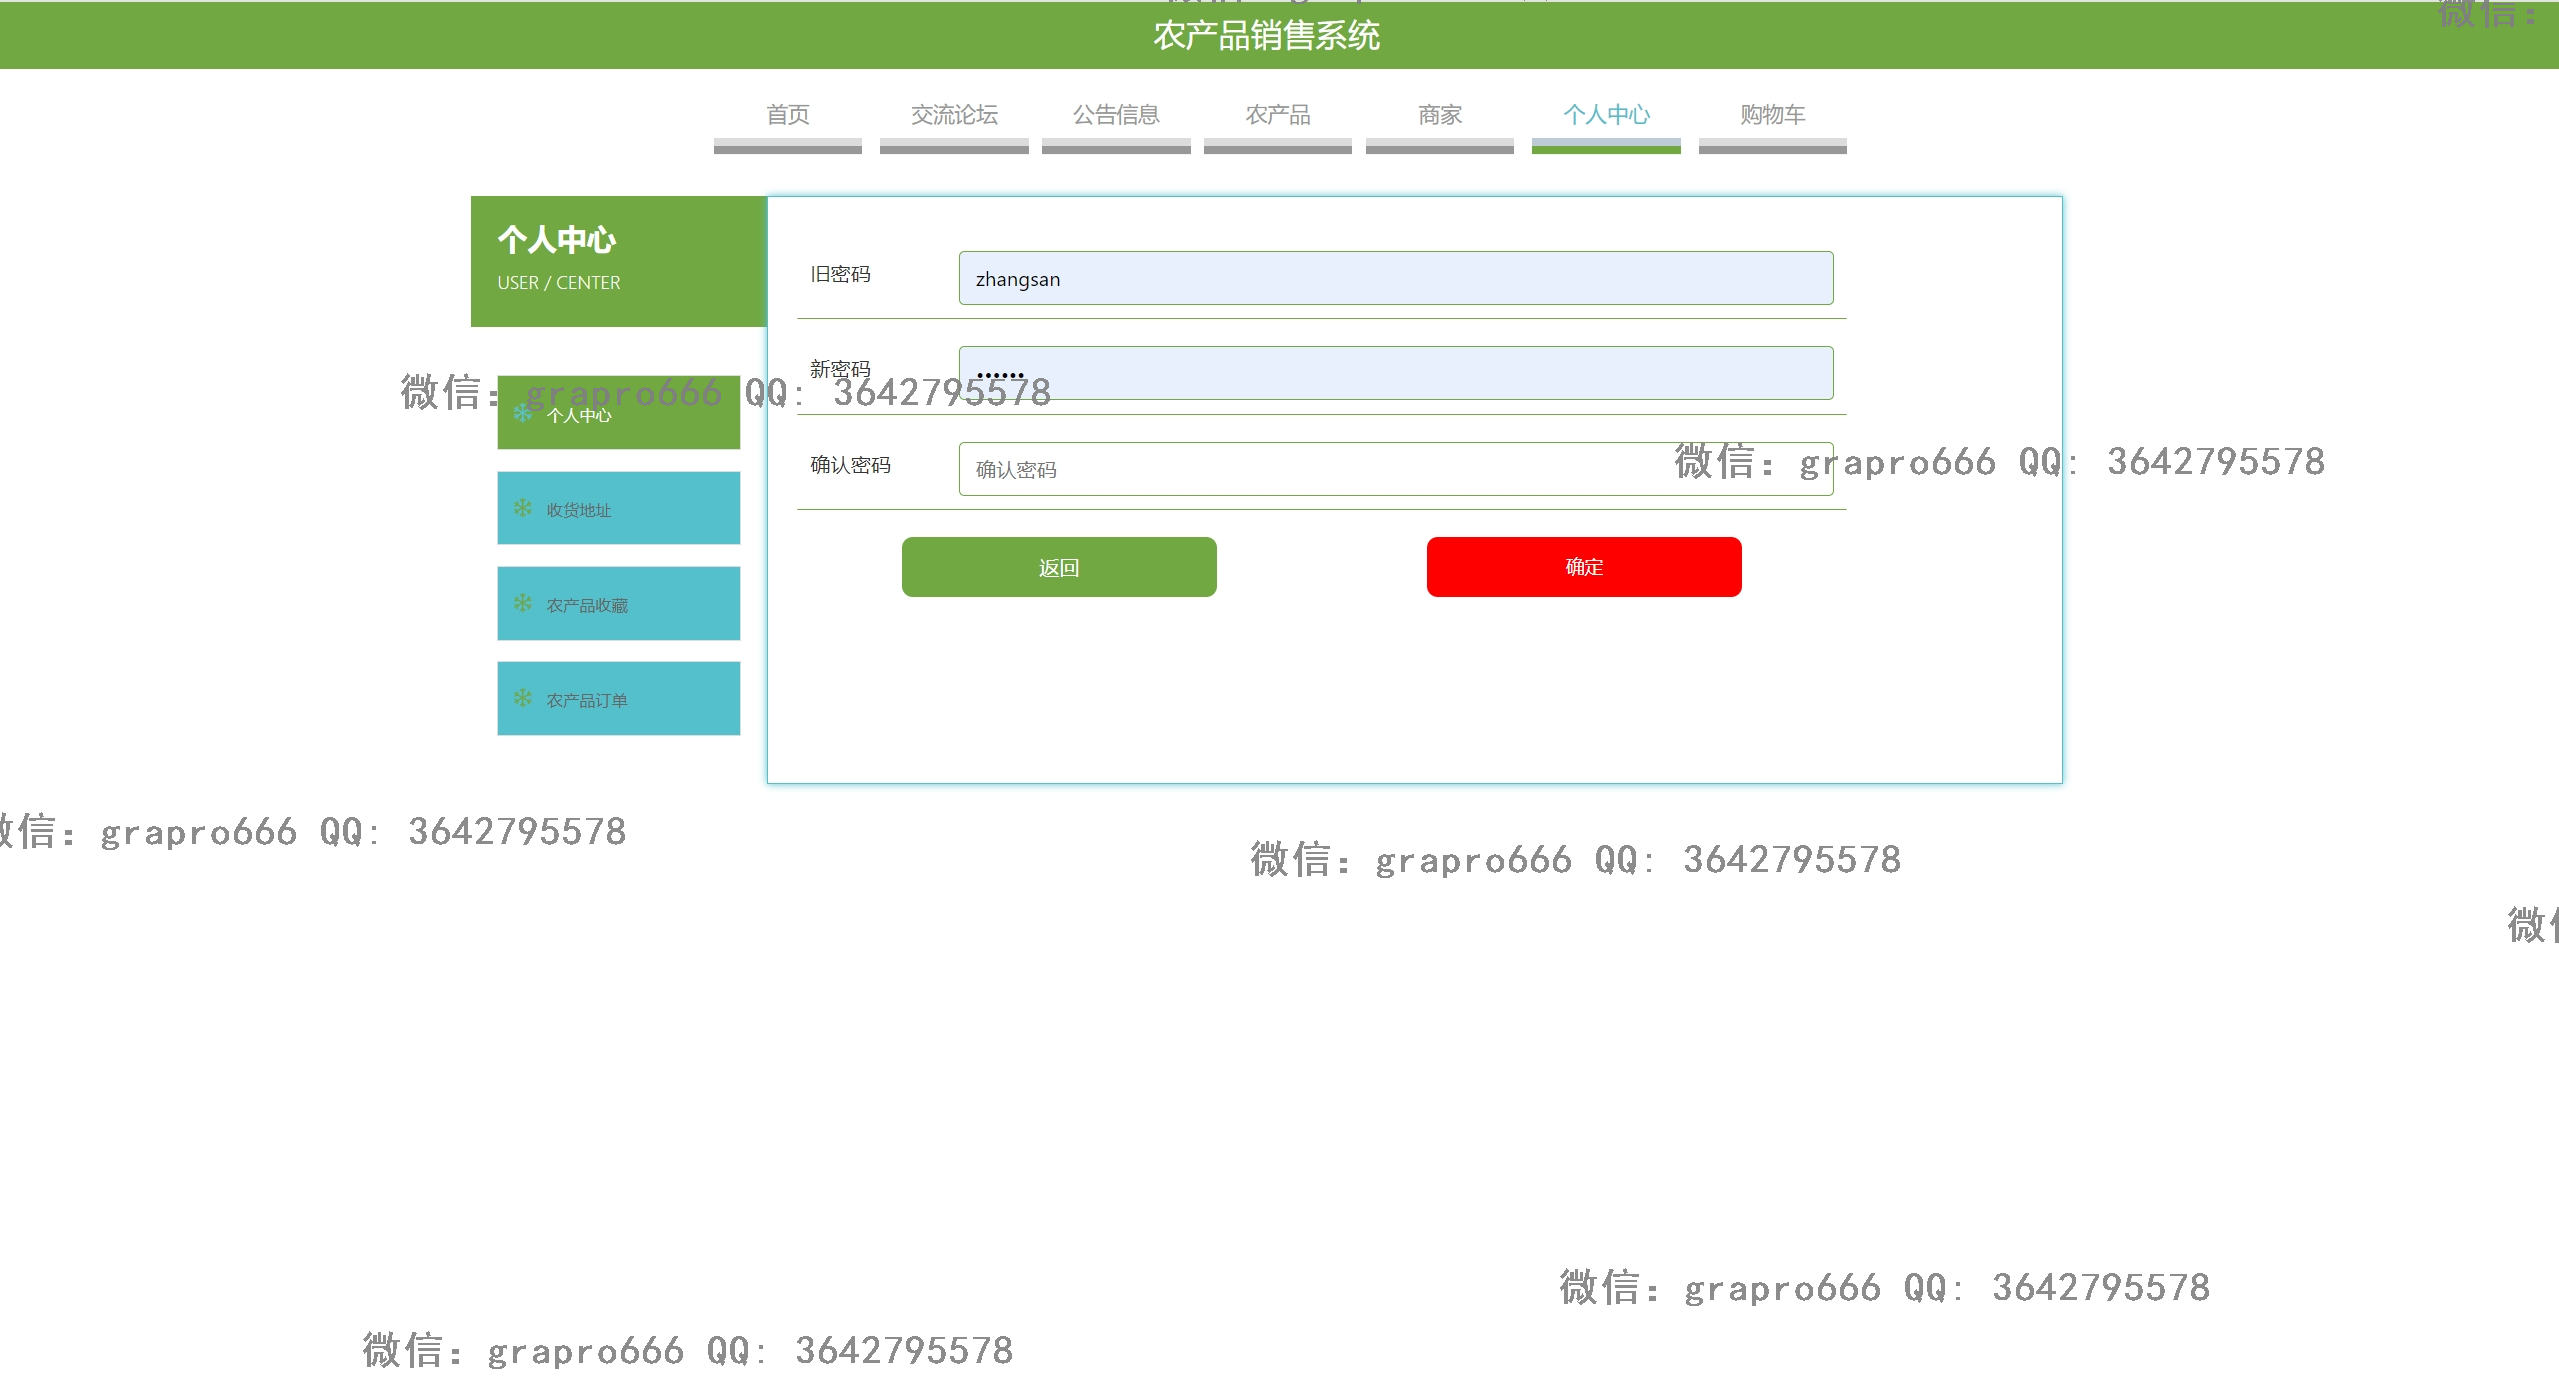 农产品销售系统
微信：
首页 交流论坛 公告信息 农产品 商家 个人中心 购物车
个人中心
USER / CENTER
旧密码 zhangsan
新密码 ••••••
微信：grapro666 QQ: 3642795578
个人中心
确认密码 确认密码
微信：grapro666 QQ: 3642795578
收货地址
返回 确定
农产品收藏
农产品订单
微信：grapro666 QQ: 3642795578
微信：grapro666 QQ: 3642795578
微信：grapro666 QQ: 3642795578
微信：grapro666 QQ: 3642795578